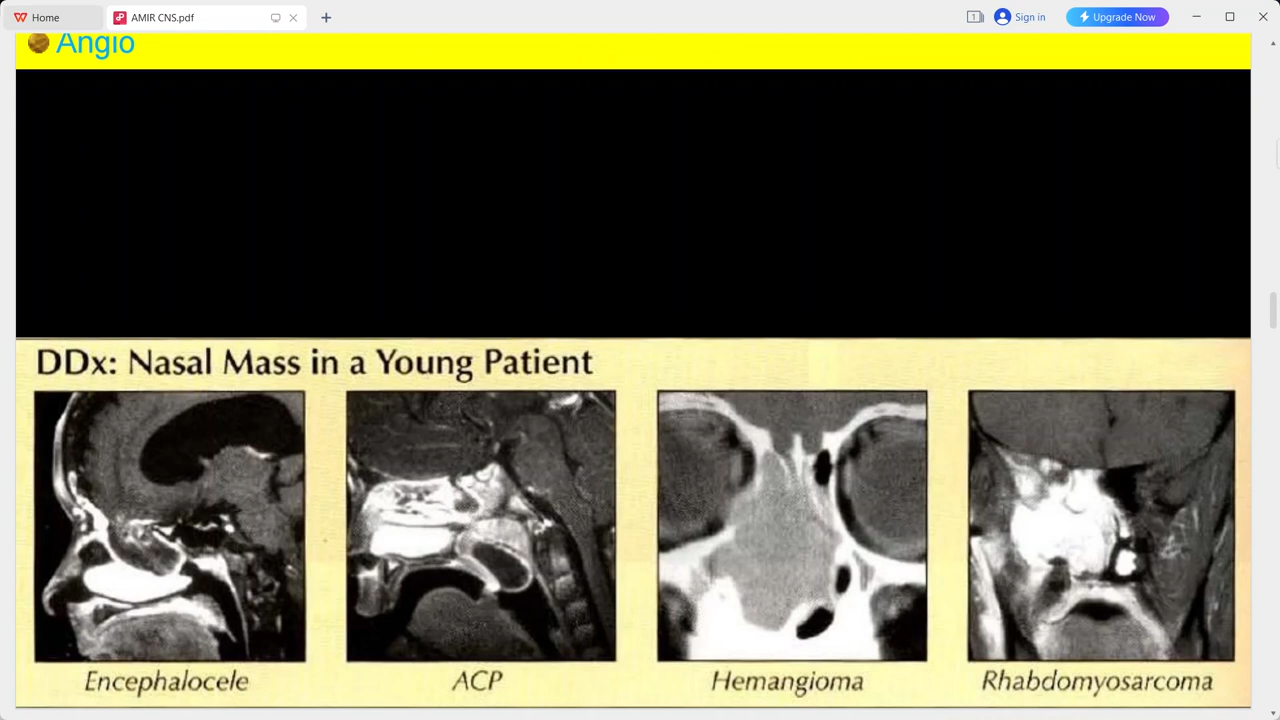 Home
AMIR CNS.pdf
1
Sign in
Upgrade Now
Angio
DDx: Nasal Mass in a Young Patient
Encephalocele
ACP
Hemangioma
Rhabdomyosarcoma